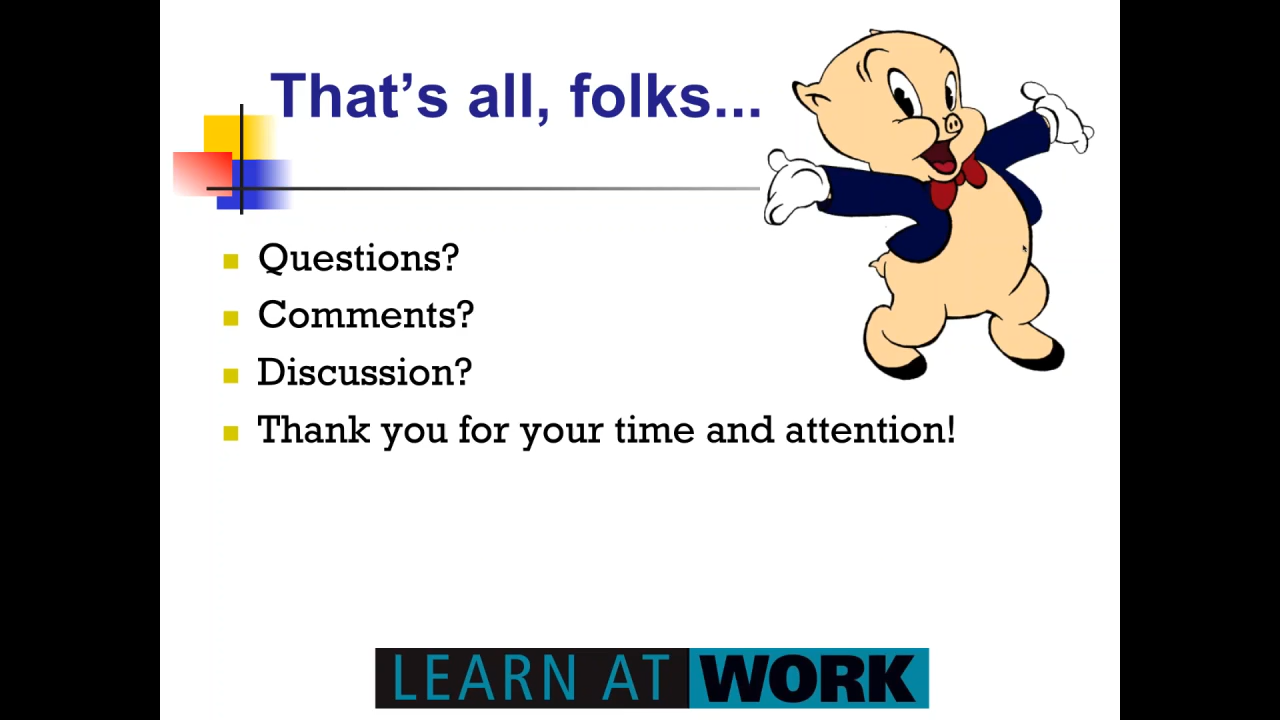 That’s all, folks...
Questions?
Comments?
Discussion?
Thank you for your time and attention!
LEARN AT WORK